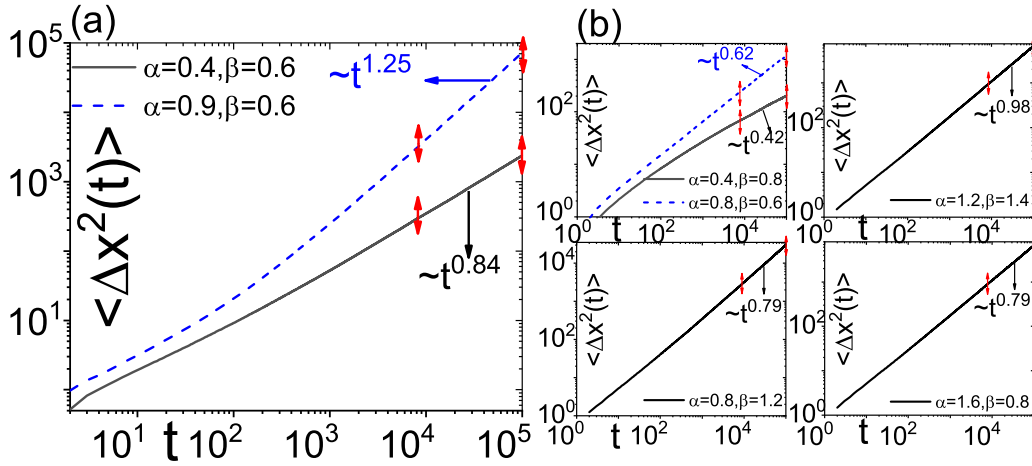 (a)
10^5
10^3
10^1
<Δx^2(t)>
α=0.4,β=0.6
α=0.9,β=0.6
~t^1.25
~t^0.84
10^1 t 10^2 10^3 10^4 10^5
(b)
10^2
10^0
<Δx^2(t)>
~t^0.62
~t^0.42
α=0.4,β=0.8
α=0.8,β=0.6
10^0 t 10^2 10^4
10^2
10^0
<Δx^2(t)>
~t^0.98
α=1.2,β=1.4
10^0 t 10^2 10^4
10^4
10^2
10^0
<Δx^2(t)>
~t^0.79
α=0.8,β=1.2
10^0 t 10^2 10^4
10^2
10^0
<Δx^2(t)>
~t^0.79
α=1.6,β=0.8
10^0 t 10^2 10^4